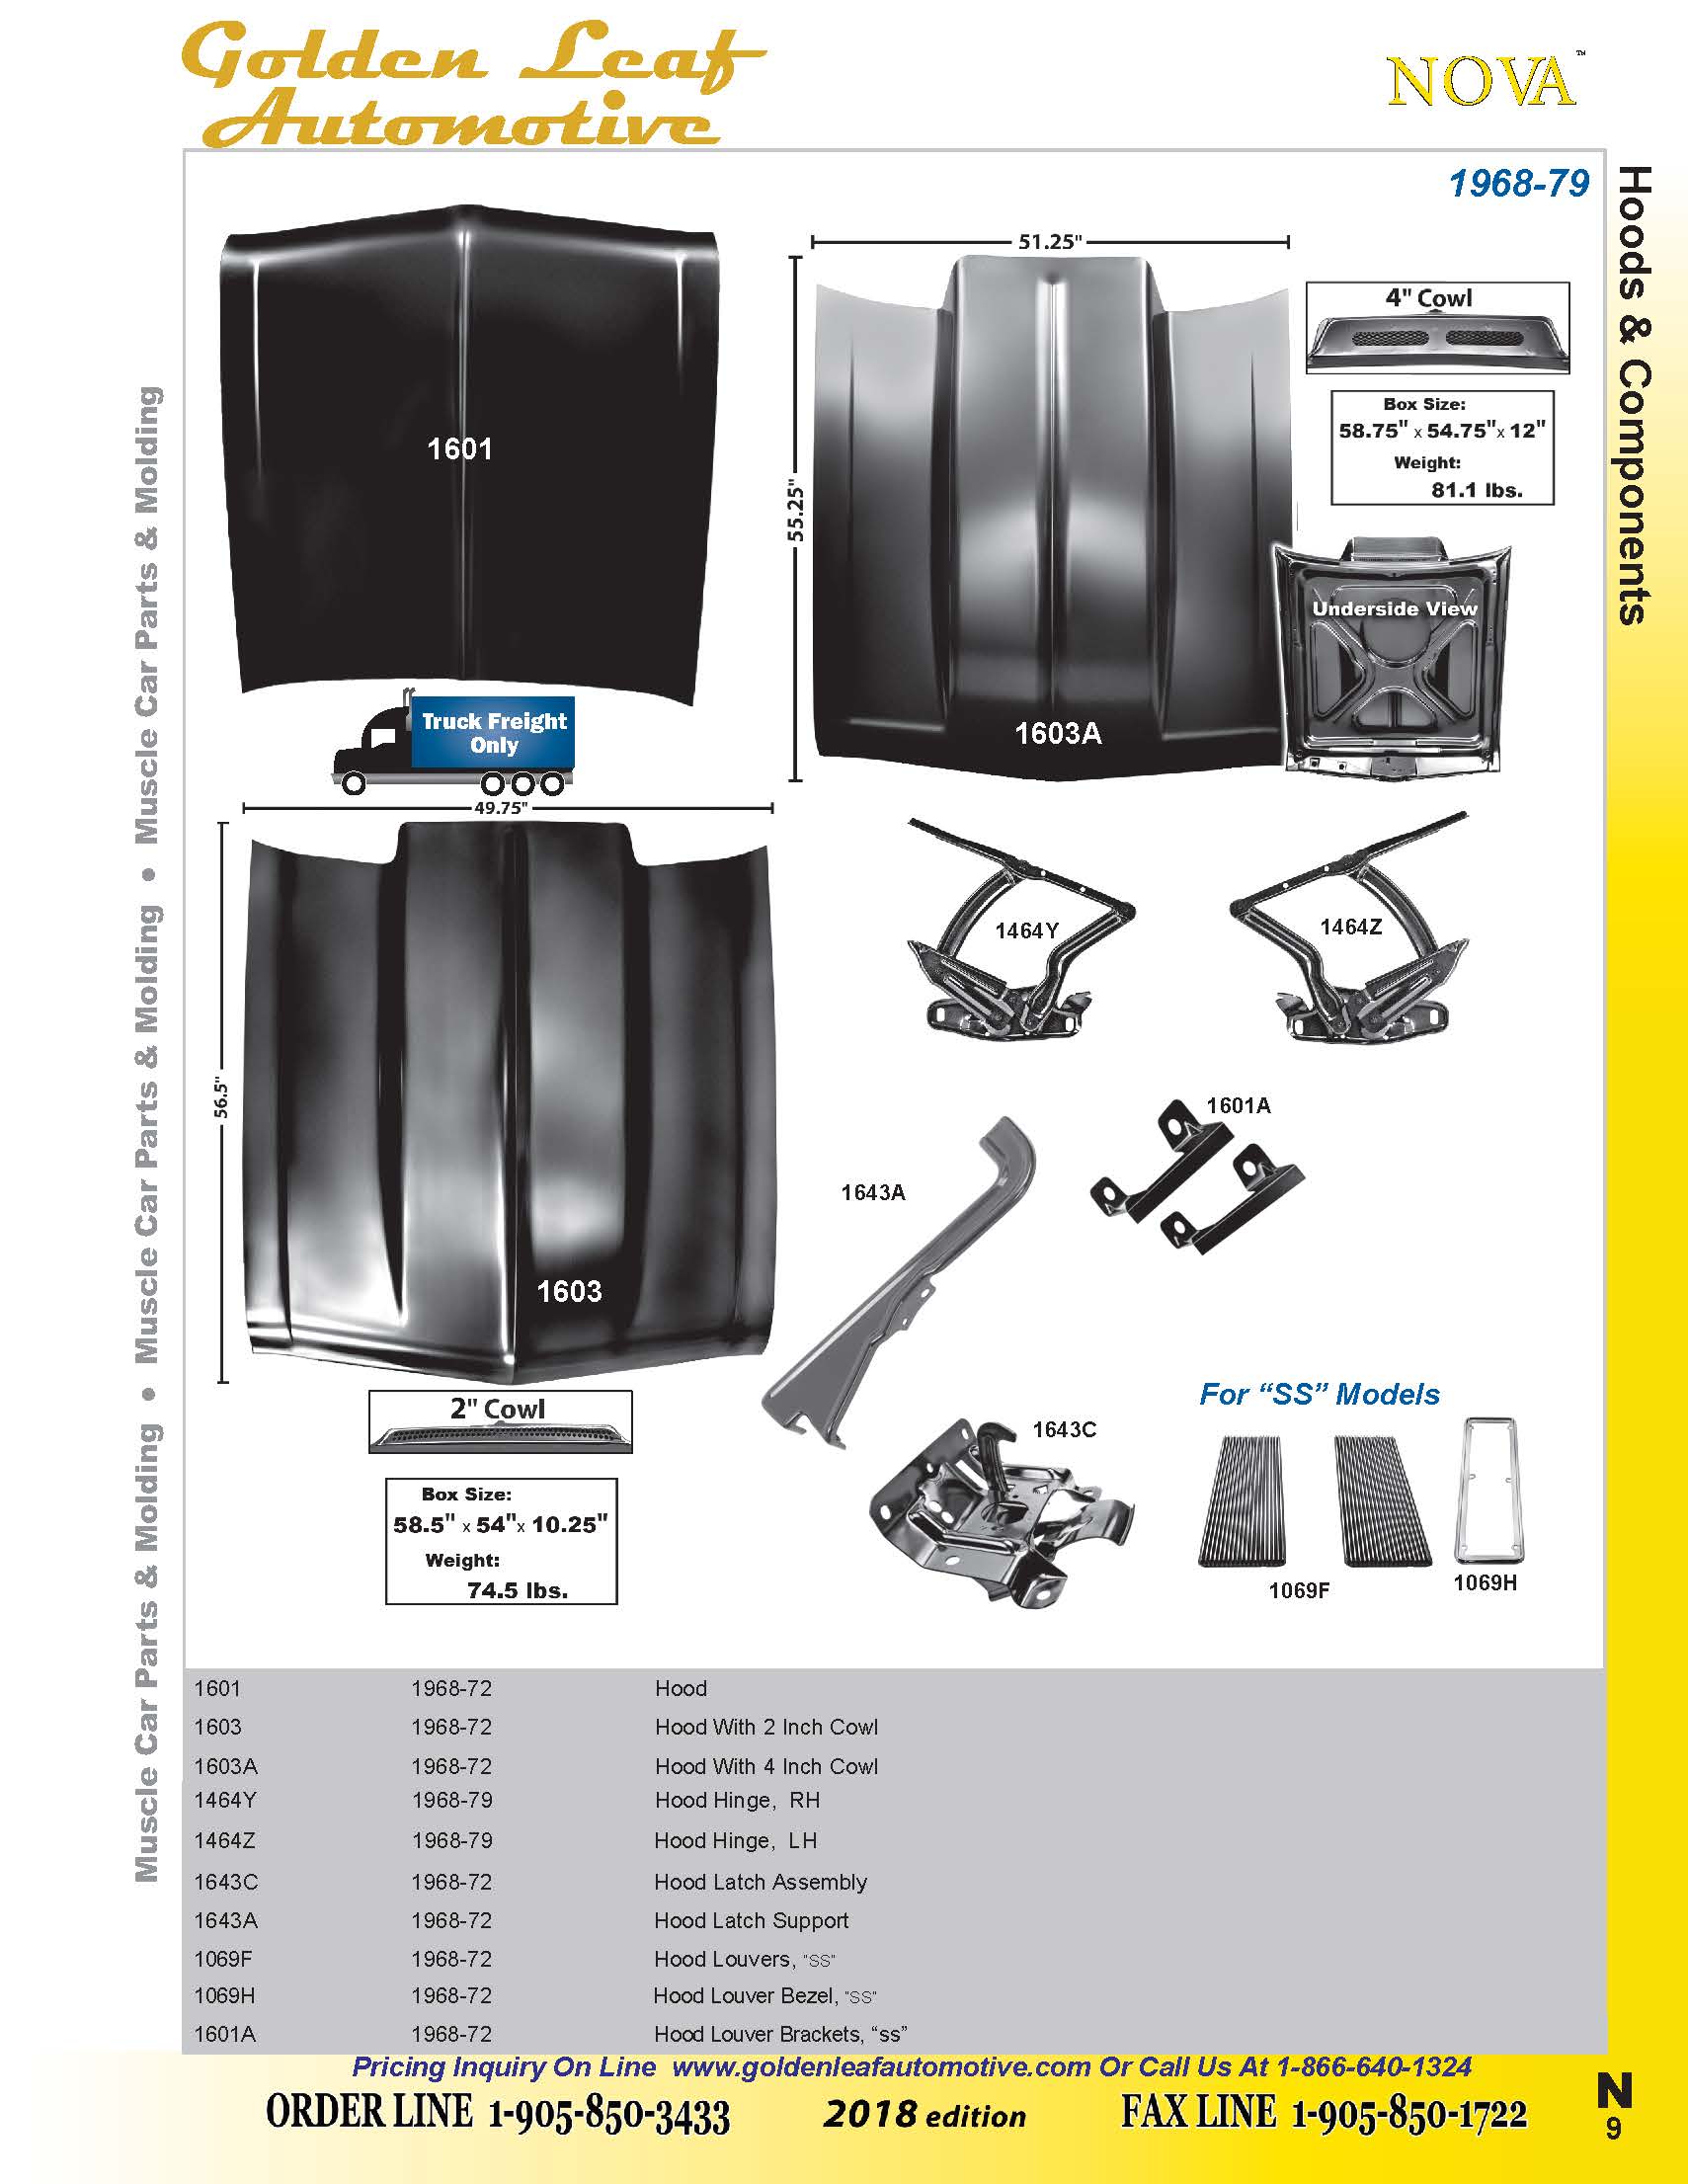 Golden Leaf
Automotive
NOVA™
1968-79
Hoods & Components
Muscle Car Parts & Molding • Muscle Car Parts & Molding • Muscle Car Parts & Molding
1601
Truck Freight
Only
51.25"
55.25"
1603A
4" Cowl
Box Size:
58.75" x 54.75"x 12"
Weight:
81.1 lbs.
Underside View
49.75"
56.5"
1603
2" Cowl
Box Size:
58.5" x 54"x 10.25"
Weight:
74.5 lbs.
1464Y
1464Z
1601A
1643A
1643C
For “SS” Models
1069F
1069H
1601 1968-72 Hood
1603 1968-72 Hood With 2 Inch Cowl
1603A 1968-72 Hood With 4 Inch Cowl
1464Y 1968-79 Hood Hinge, RH
1464Z 1968-79 Hood Hinge, LH
1643C 1968-72 Hood Latch Assembly
1643A 1968-72 Hood Latch Support
1069F 1968-72 Hood Louvers, "SS"
1069H 1968-72 Hood Louver Bezel, "SS"
1601A 1968-72 Hood Louver Brackets, “ss”
Pricing Inquiry On Line www.goldenleafautomotive.com Or Call Us At 1-866-640-1324
ORDER LINE 1-905-850-3433 2018 edition FAX LINE 1-905-850-1722
N
9